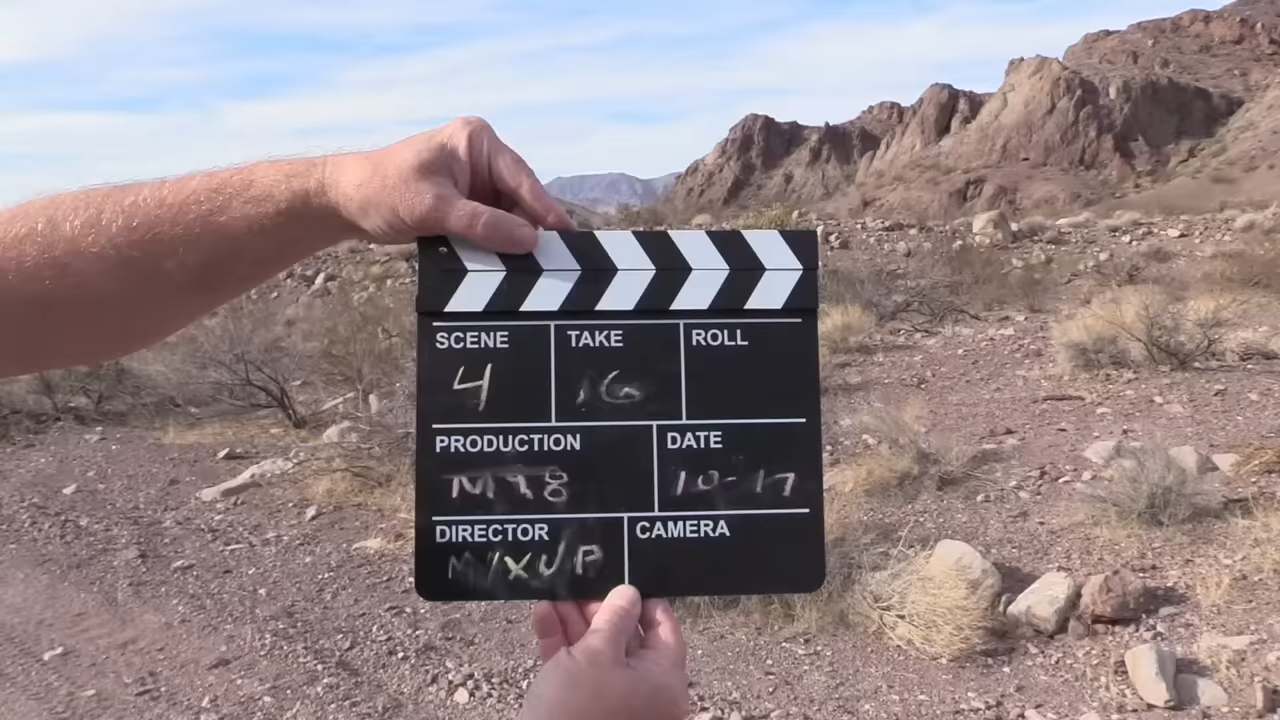 SCENE TAKE ROLL
4 16
PRODUCTION DATE
M98 10-17
DIRECTOR CAMERA
MIXUP